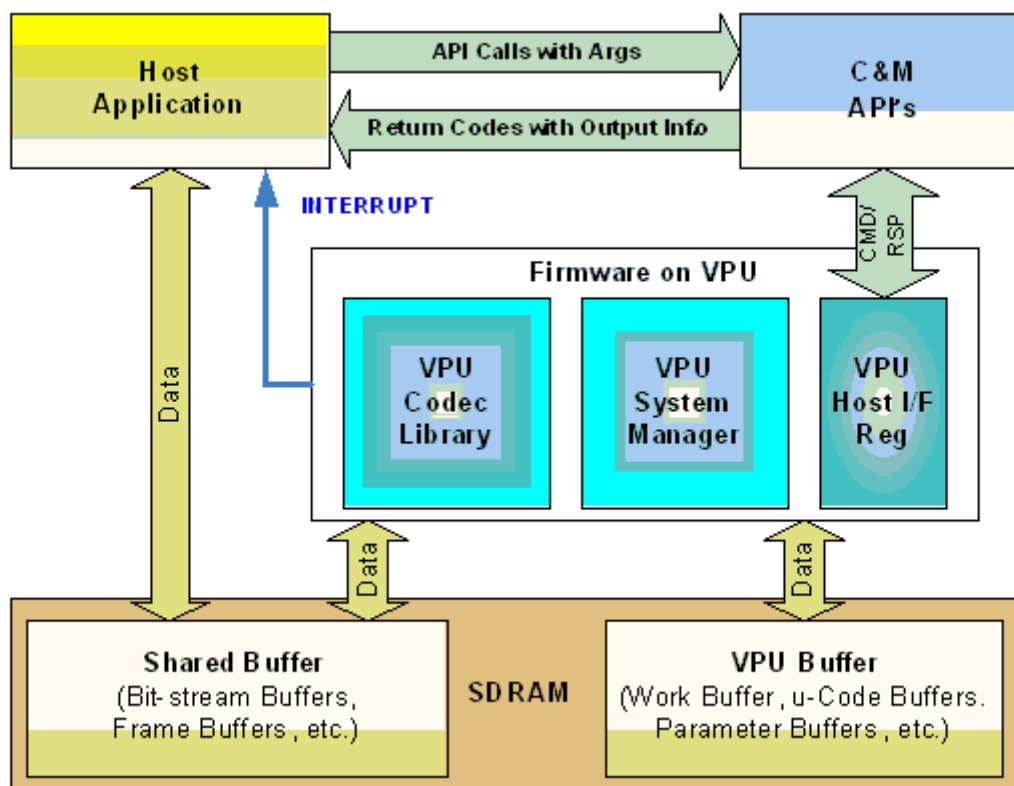 Host
Application
API Calls with Args
Return Codes with Output Info.
C&M
API's
INTERRUPT
CMD/
RSP
Firmware on VPU
VPU
Codec
Library
VPU
System
Manager
VPU
Host I/F
Reg
Data
Data
Data
Shared Buffer
(Bit-stream Buffers,
Frame Buffers, etc.)
SDRAM
VPU Buffer
(Work Buffer, u-Code Buffers.
Parameter Buffers, etc.)